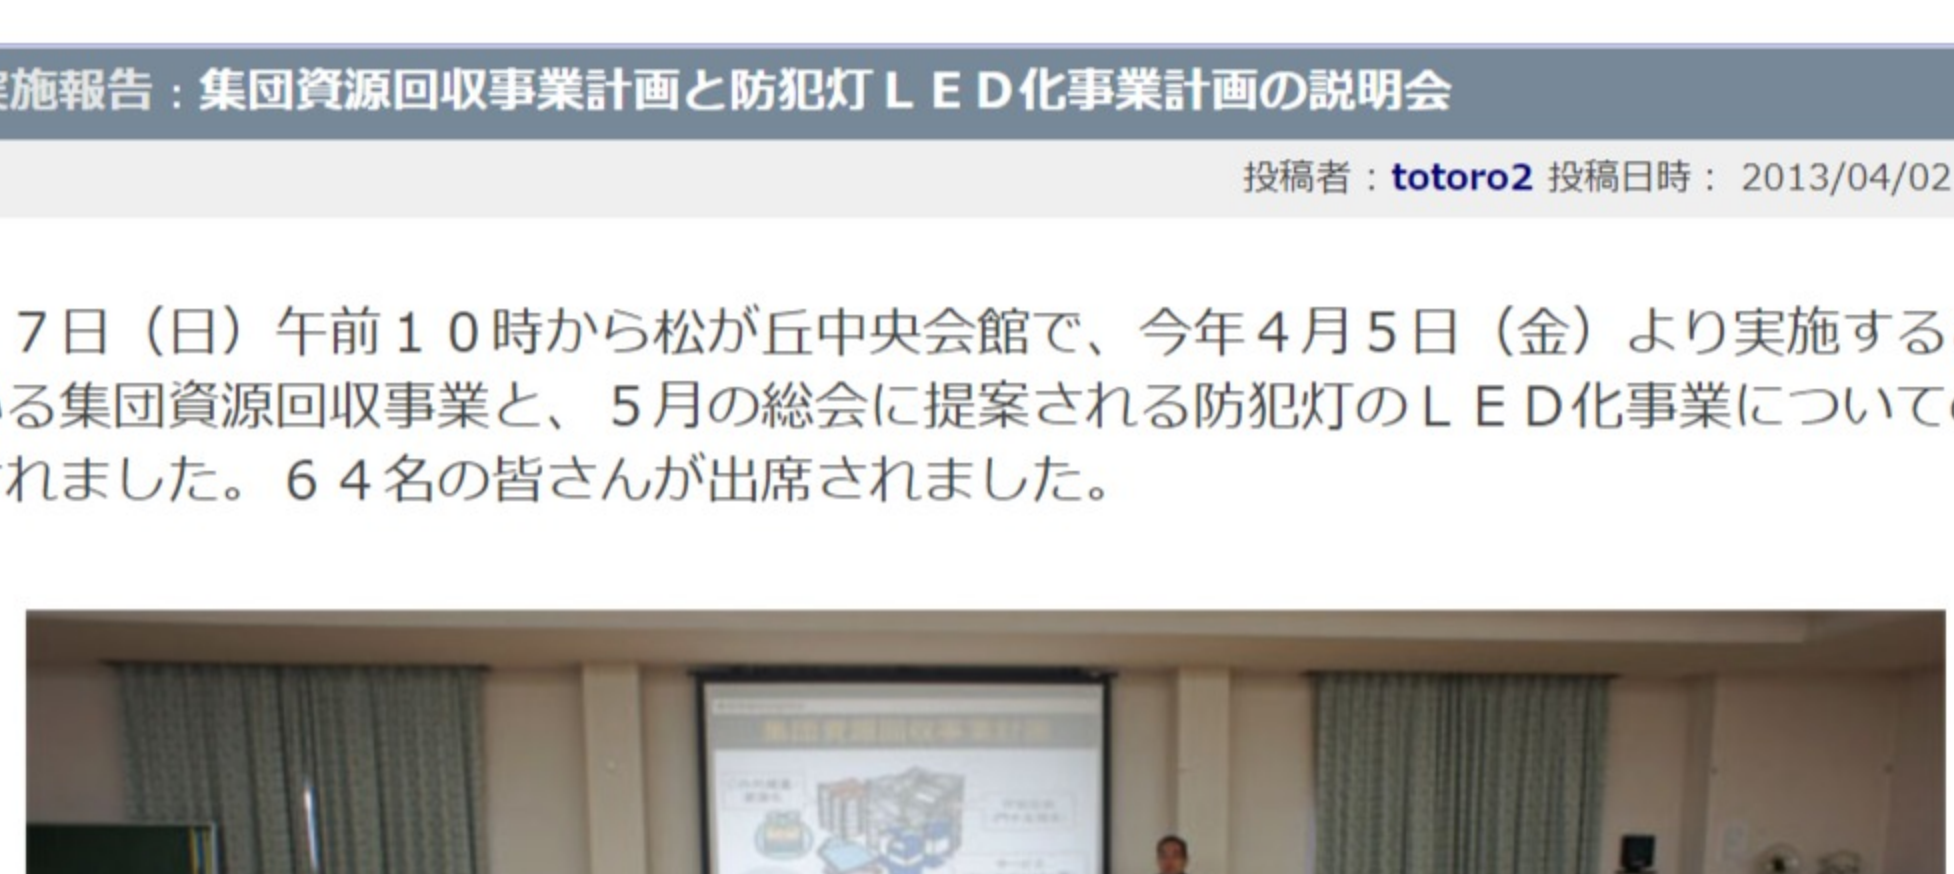 施報告：集団資源回収事業計画と防犯灯ＬＥＤ化事業計画の説明会
投稿者：totoro2 投稿日時： 2013/04/02
７日（日）午前１０時から松が丘中央会館で、今年４月５日（金）より実施する
る集団資源回収事業と、５月の総会に提案される防犯灯のＬＥＤ化事業について
れました。６４名の皆さんが出席されました。
集団資源回収事業計画